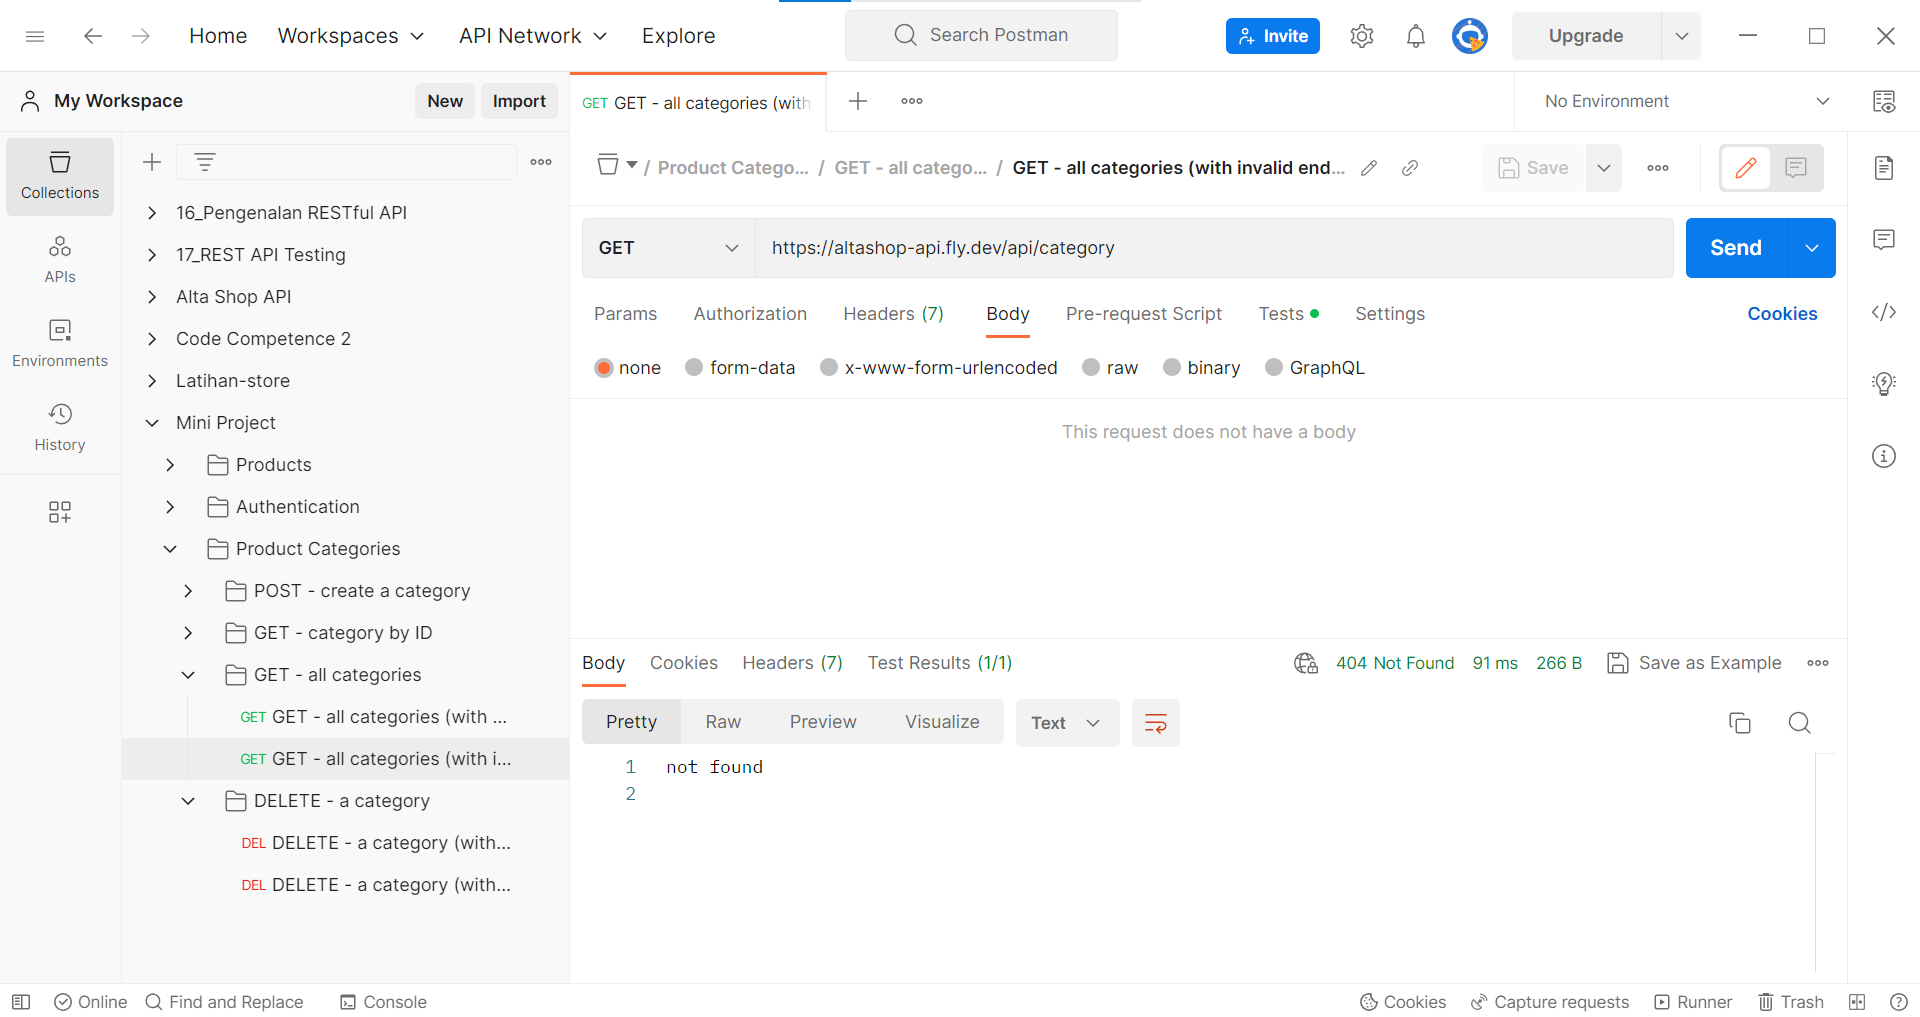 Home Workspaces API Network Explore Search Postman Invite Upgrade
My Workspace New Import
GET GET - all categories (with
No Environment
Collections
APIs
Environments
History
16_Pengenalan RESTful API
17_REST API Testing
Alta Shop API
Code Competence 2
Latihan-store
Mini Project
Products
Authentication
Product Categories
POST - create a category
GET - category by ID
GET - all categories
GET GET - all categories (with ...
GET GET - all categories (with i...
DELETE - a category
DEL DELETE - a category (with...
DEL DELETE - a category (with...
/ Product Catego... / GET - all catego... / GET - all categories (with invalid end... Save
GET https://altashop-api.fly.dev/api/category Send
Params Authorization Headers (7) Body Pre-request Script Tests Settings Cookies
none form-data x-www-form-urlencoded raw binary GraphQL
This request does not have a body
Body Cookies Headers (7) Test Results (1/1) 404 Not Found 91 ms 266 B Save as Example
Pretty Raw Preview Visualize Text
1 not found
2
Online Find and Replace Console Cookies Capture requests Runner Trash